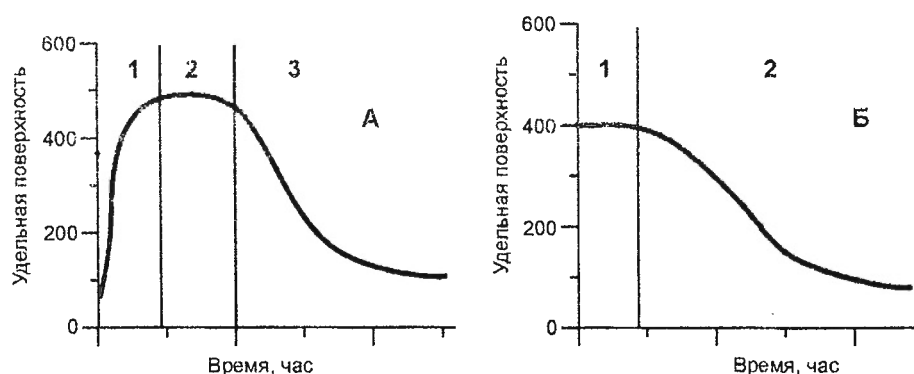 600
400
200
0
Удельная поверхность
1
2
3
А
Время, час
600
400
200
0
Удельная поверхность
1
2
Б
Время, час